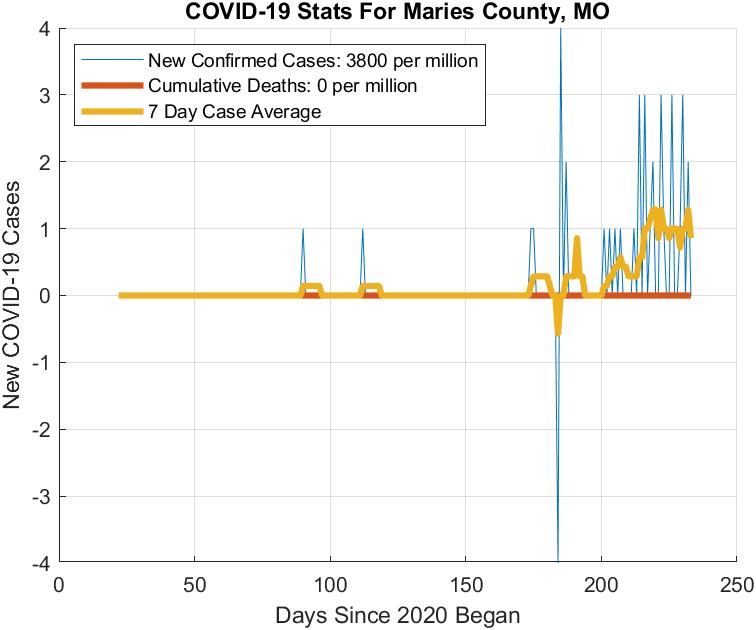 COVID-19 Stats For Maries County, MO
New Confirmed Cases: 3800 per million
Cumulative Deaths: 0 per million
7 Day Case Average
New COVID-19 Cases
4
3
2
1
0
-1
-2
-3
-4
0 50 100 150 200 250
Days Since 2020 Began